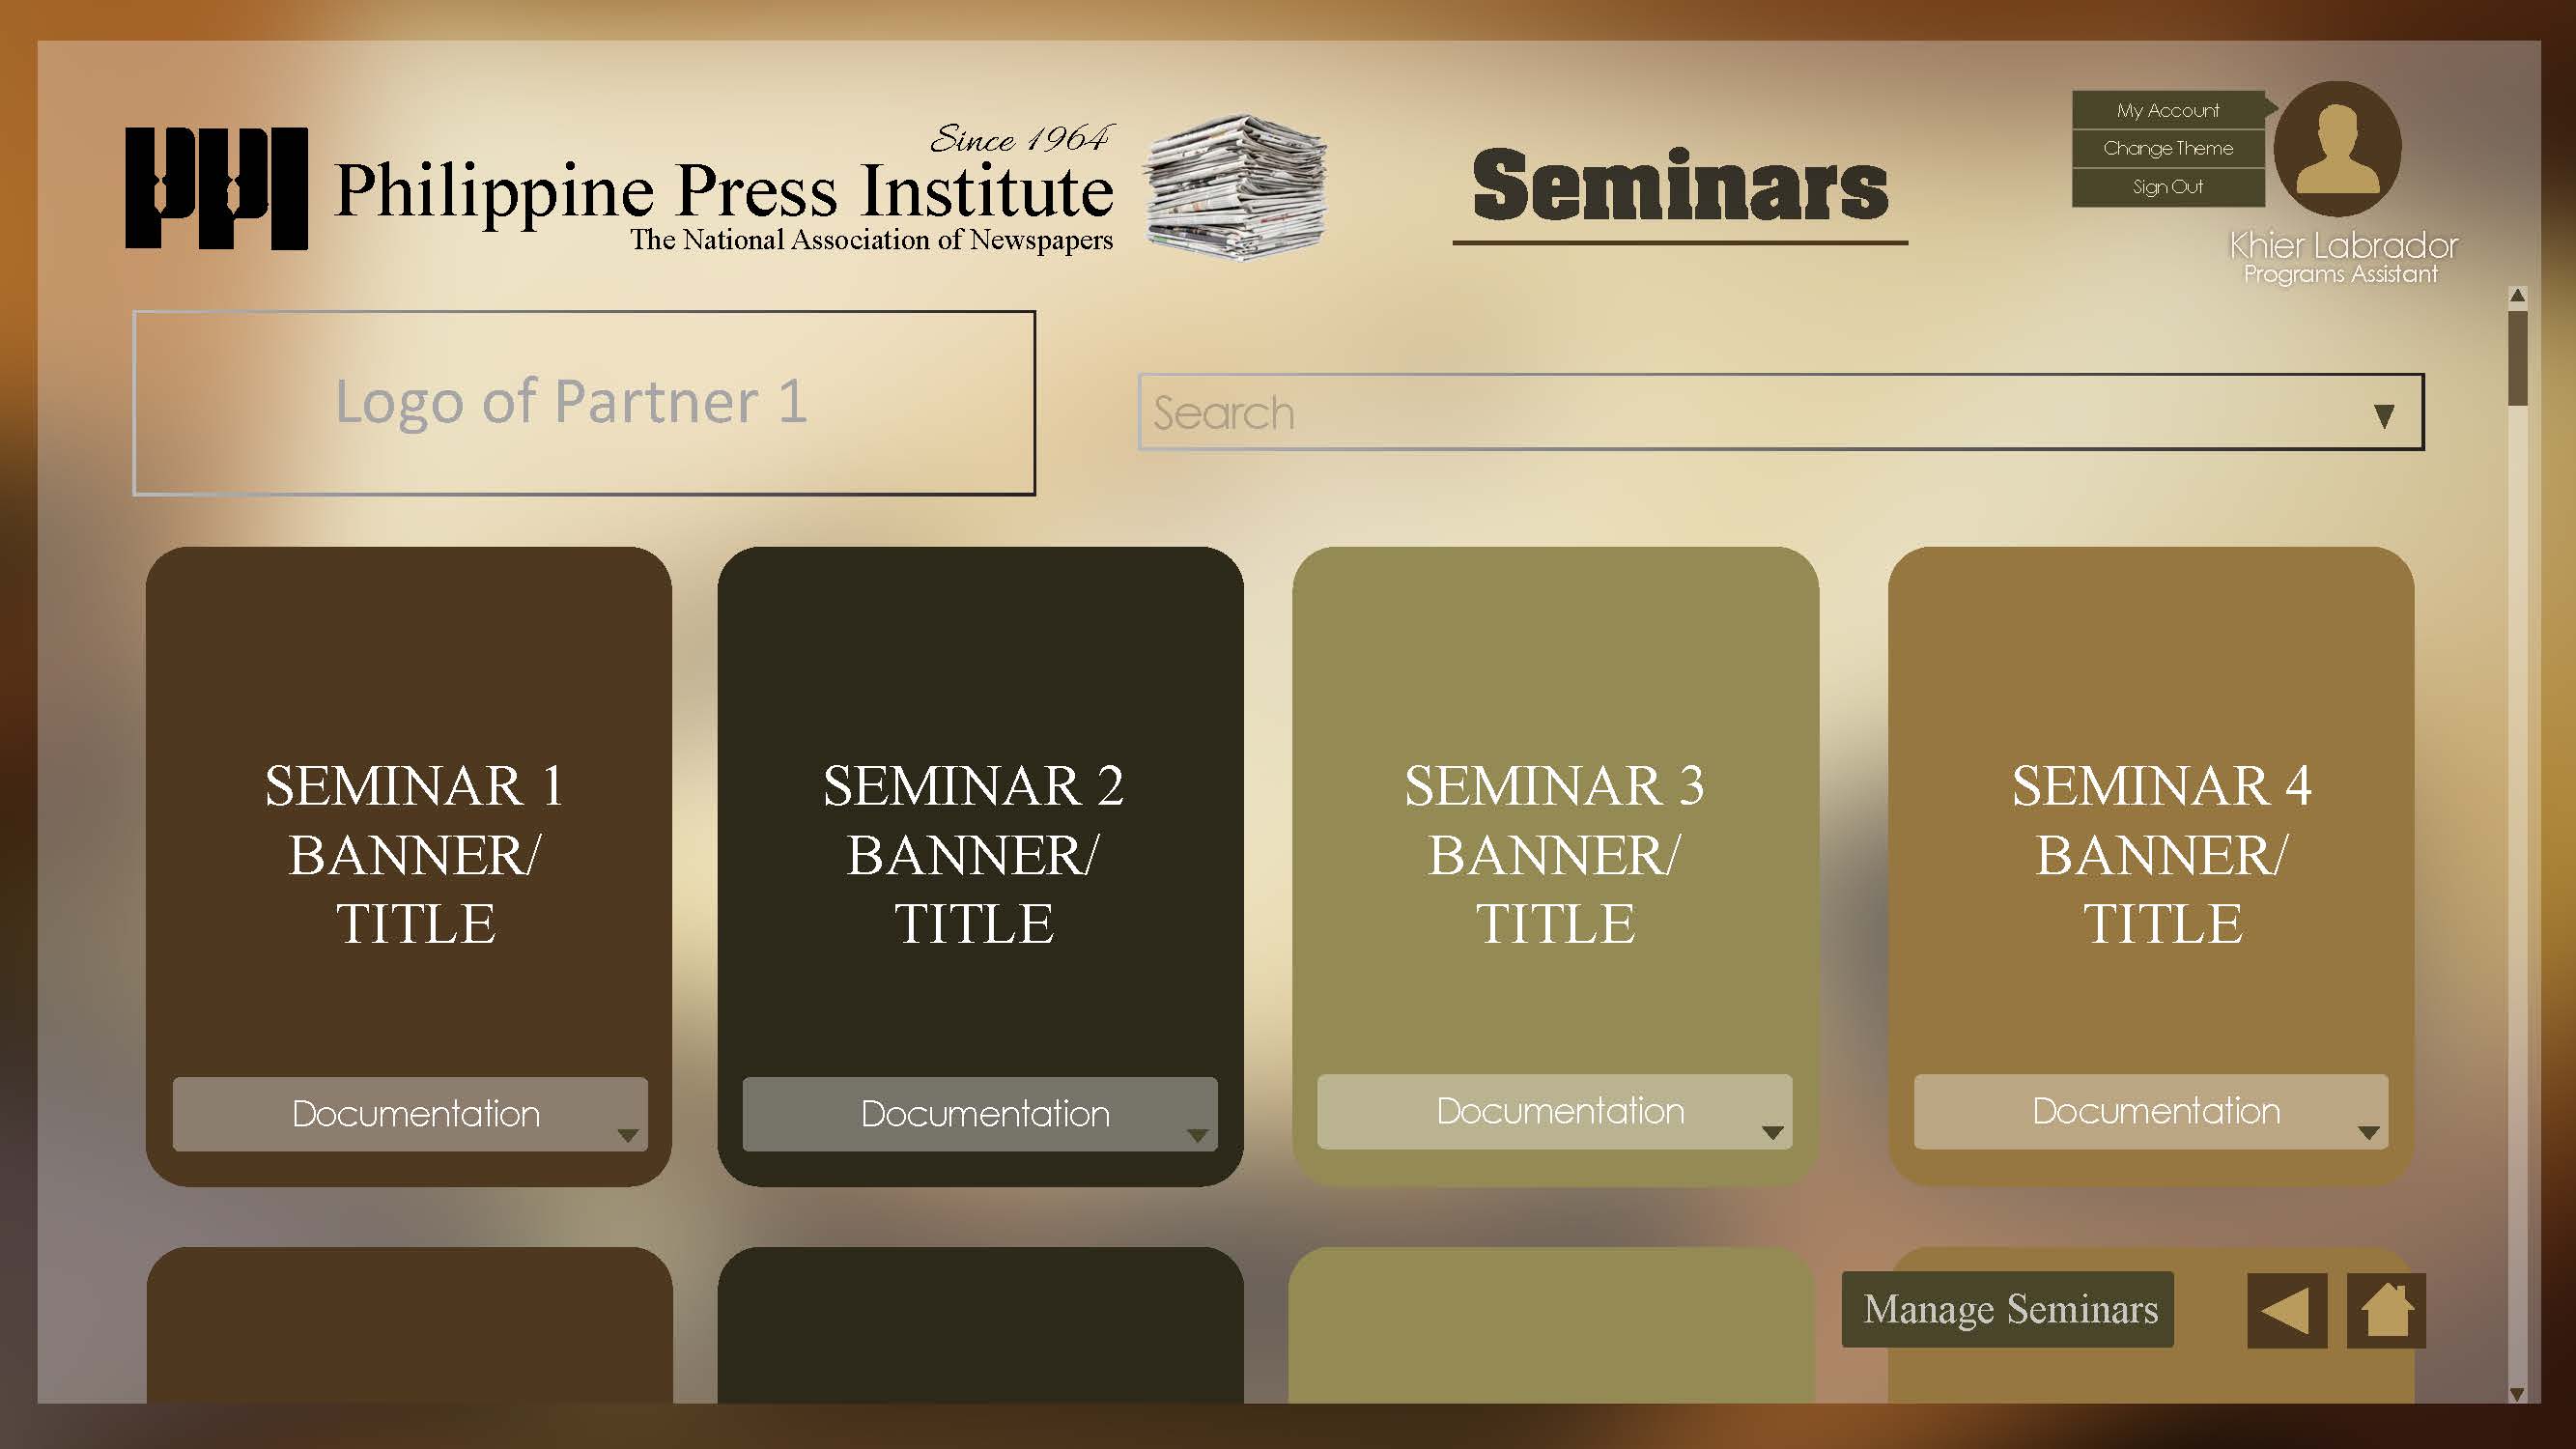 PPI
Since 1964
Philippine Press Institute
The National Association of Newspapers
Seminars
My Account
Change Theme
Sign Out
Khier Labrador
Programs Assistant
Logo of Partner 1
Search
SEMINAR 1
BANNER/
TITLE
Documentation
SEMINAR 2
BANNER/
TITLE
Documentation
SEMINAR 3
BANNER/
TITLE
Documentation
SEMINAR 4
BANNER/
TITLE
Documentation
Manage Seminars